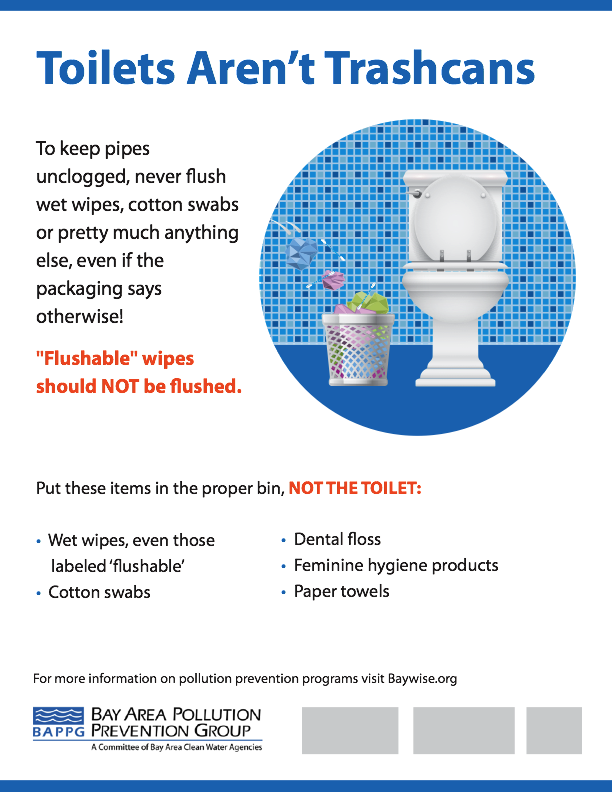 Toilets Aren’t Trashcans
To keep pipes
unclogged, never flush
wet wipes, cotton swabs
or pretty much anything
else, even if the
packaging says
otherwise!
"Flushable" wipes
should NOT be flushed.
Put these items in the proper bin, NOT THE TOILET:
• Wet wipes, even those
labeled ‘flushable’
• Cotton swabs
• Dental floss
• Feminine hygiene products
• Paper towels
For more information on pollution prevention programs visit Baywise.org
BAPPG
BAY AREA POLLUTION
PREVENTION GROUP
A Committee of Bay Area Clean Water Agencies